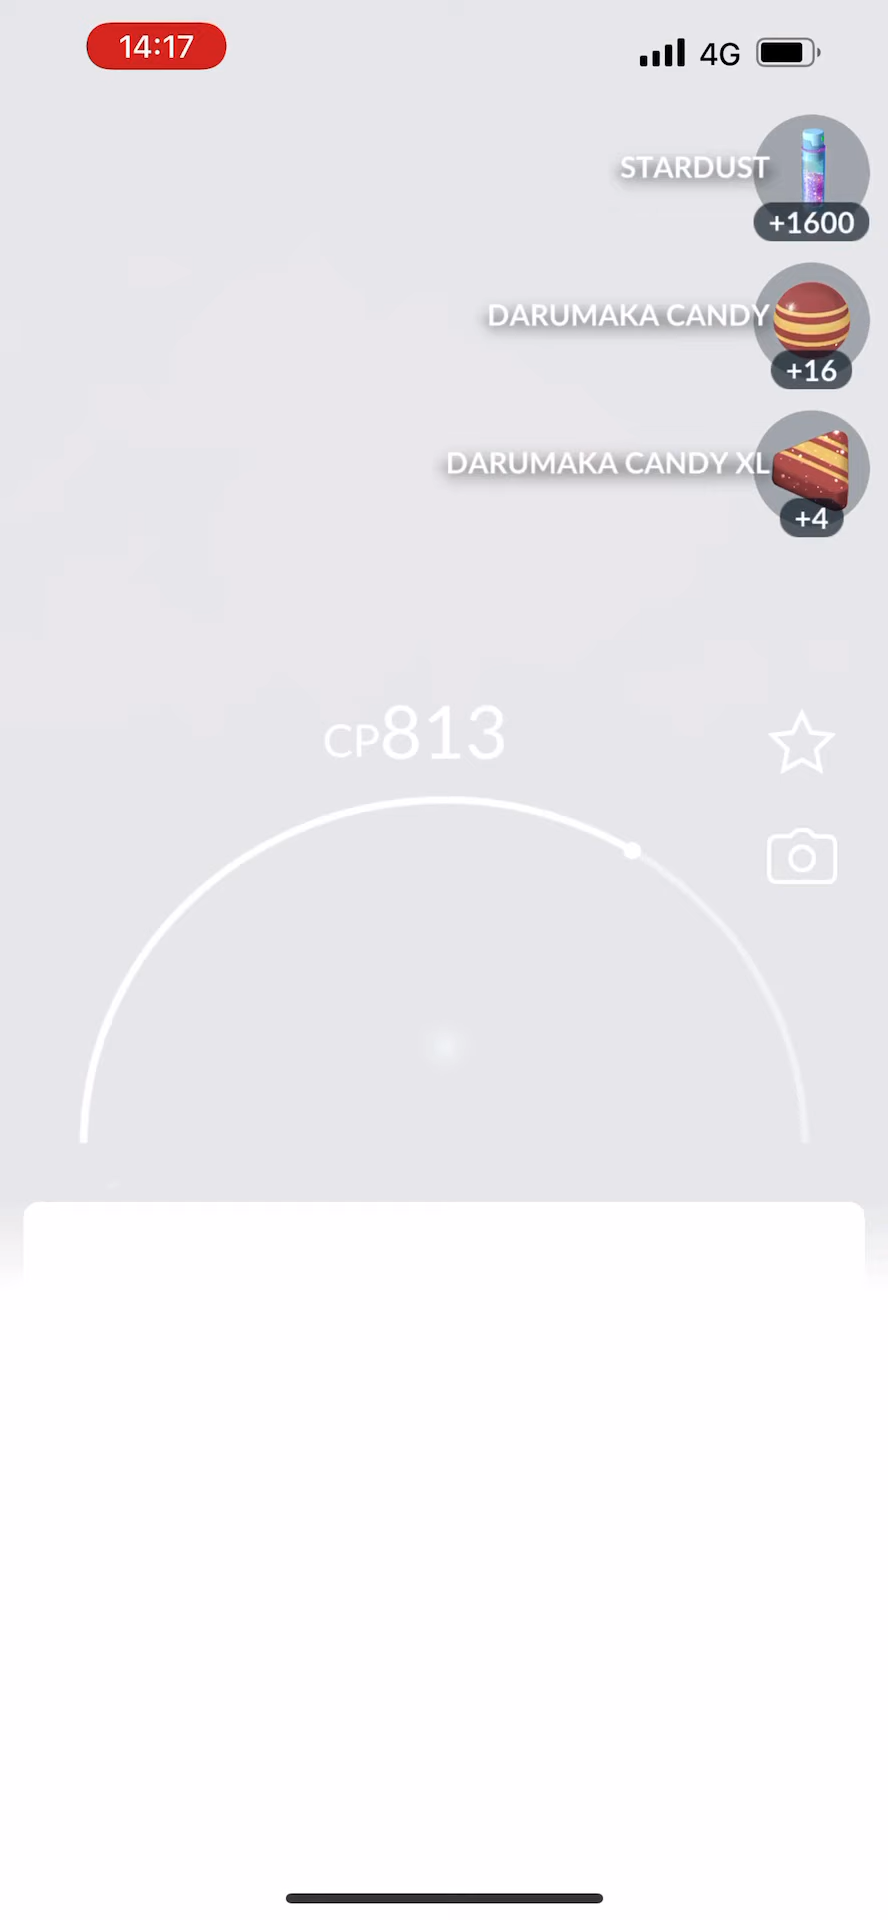 14:17
4G
STARDUST
+1600
DARUMAKA CANDY
+16
DARUMAKA CANDY XL
+4
CP813